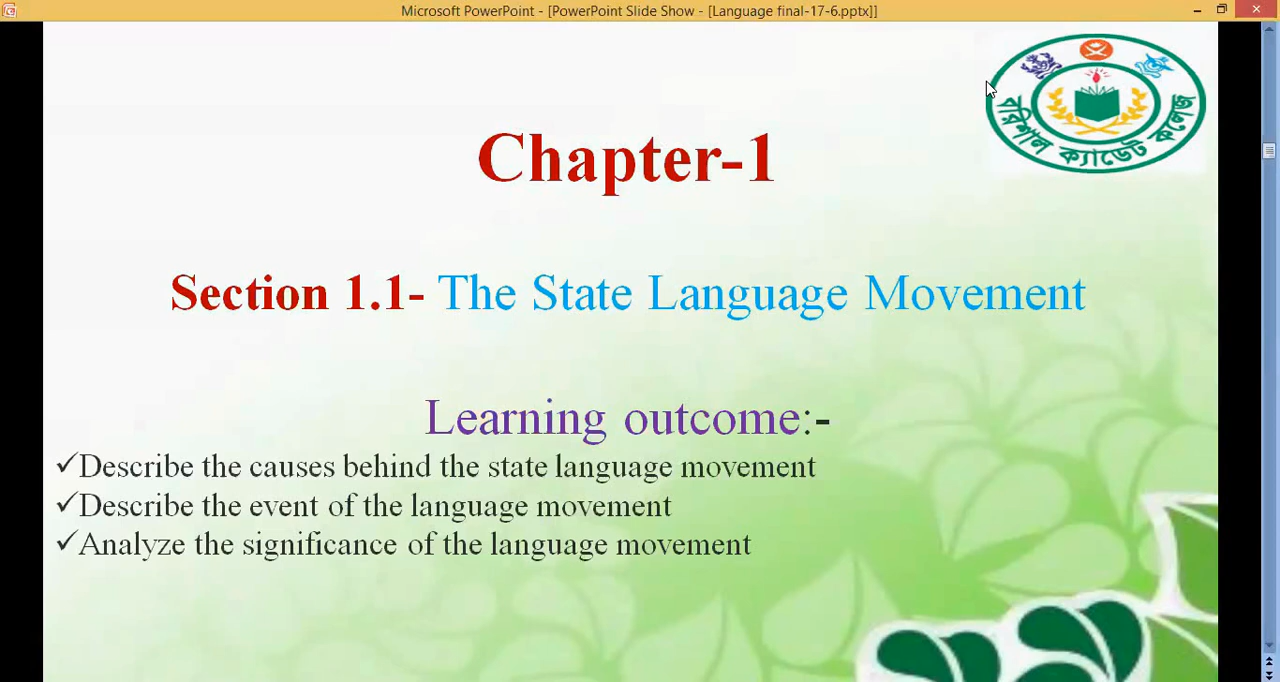 Microsoft PowerPoint - [PowerPoint Slide Show - [Language final-17-6.pptx]]
বরিশাল ক্যাডেট কলেজ
Chapter-1
Section 1.1- The State Language Movement
Learning outcome:-
✓Describe the causes behind the state language movement
✓Describe the event of the language movement
✓Analyze the significance of the language movement